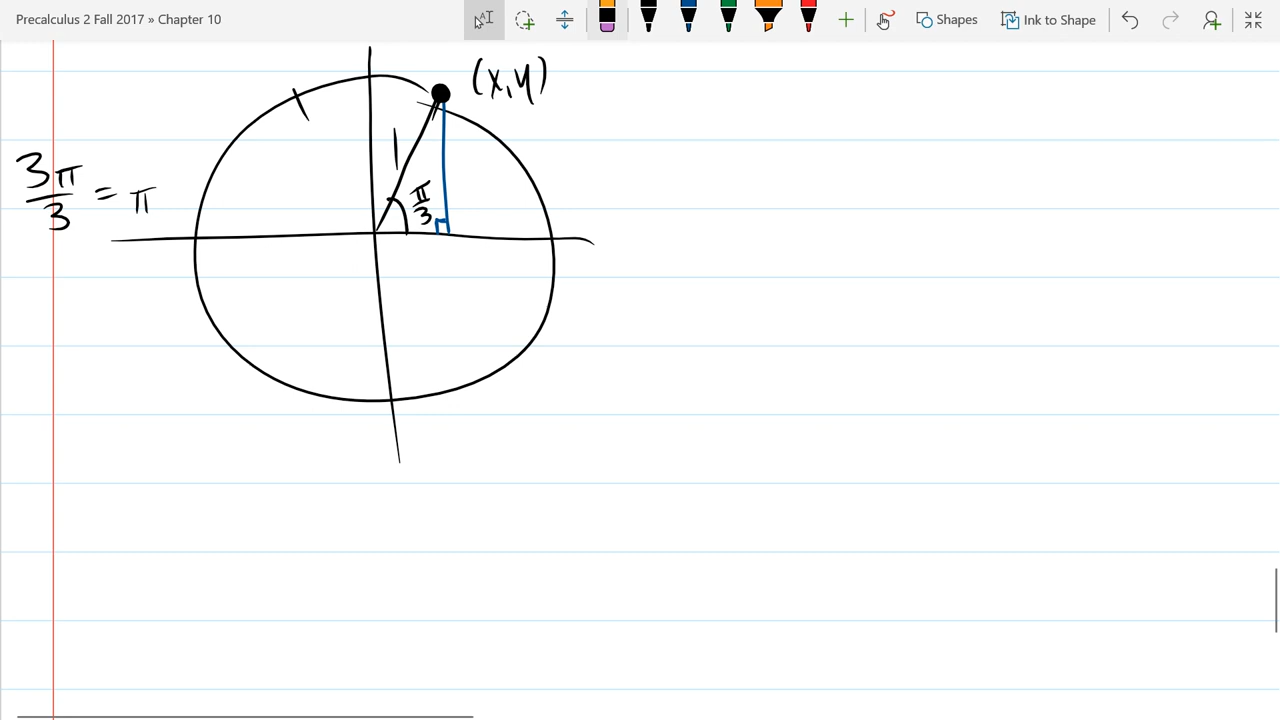 Precalculus 2 Fall 2017 » Chapter 10
Shapes
Ink to Shape
(x,y)
1
3π/3 = π
π/3